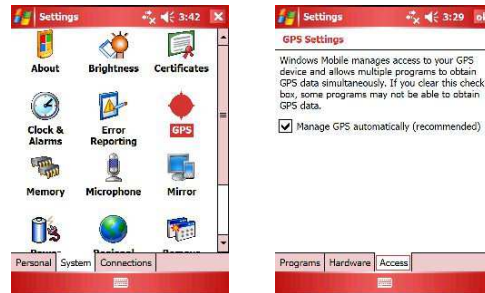 Settings 3:42
About Brightness Certificates
Clock & Alarms Error Reporting GPS
Memory Microphone Mirror
Power
Personal System Connections
Settings 3:29 ok
GPS Settings
Windows Mobile manages access to your GPS
device and allows multiple programs to obtain
GPS data simultaneously. If you clear this check
box, some programs may not be able to obtain
GPS data.
Manage GPS automatically (recommended)
Programs Hardware Access